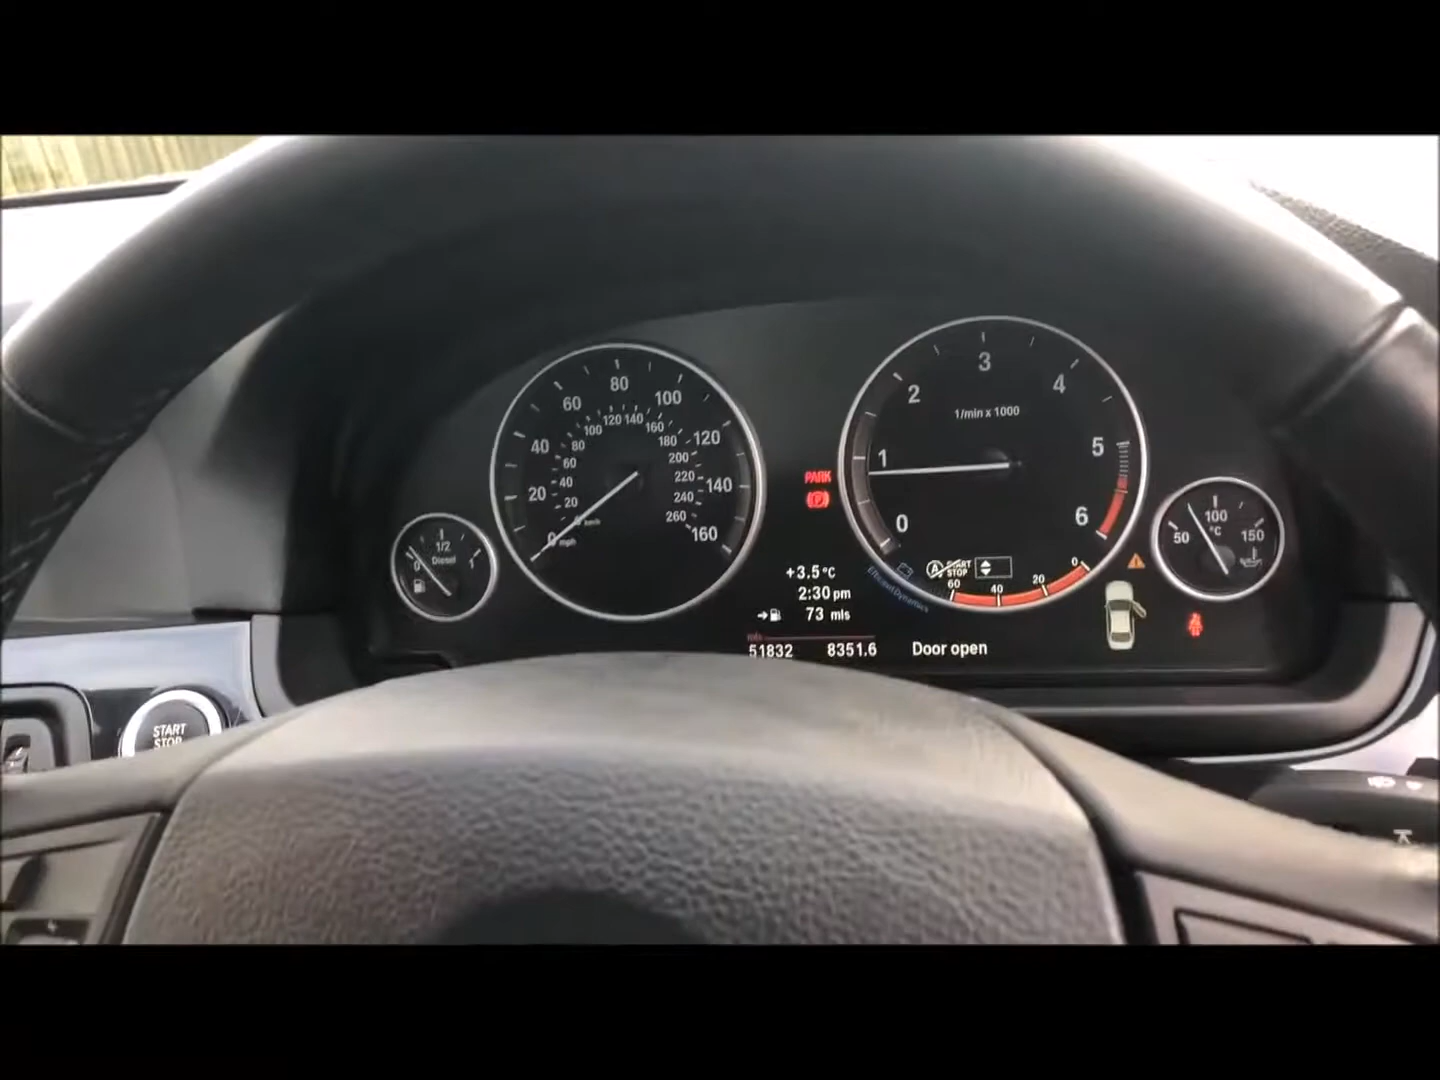 80
60
100
40
120
20
140
0 mph
160
100 120 140 160
80
180
60
200
40
220
20
240
0 km/h
260
1/2
0
1
Diesel
PARK
P
3
2
4
1/min x 1000
1
5
0
6
A START
STOP
60 40 20 0
EfficientDynamics
100
°C
50
150
+3.5°C
2:30 pm
73 mls
mls
51832 8351.6
Door open
START
STOP